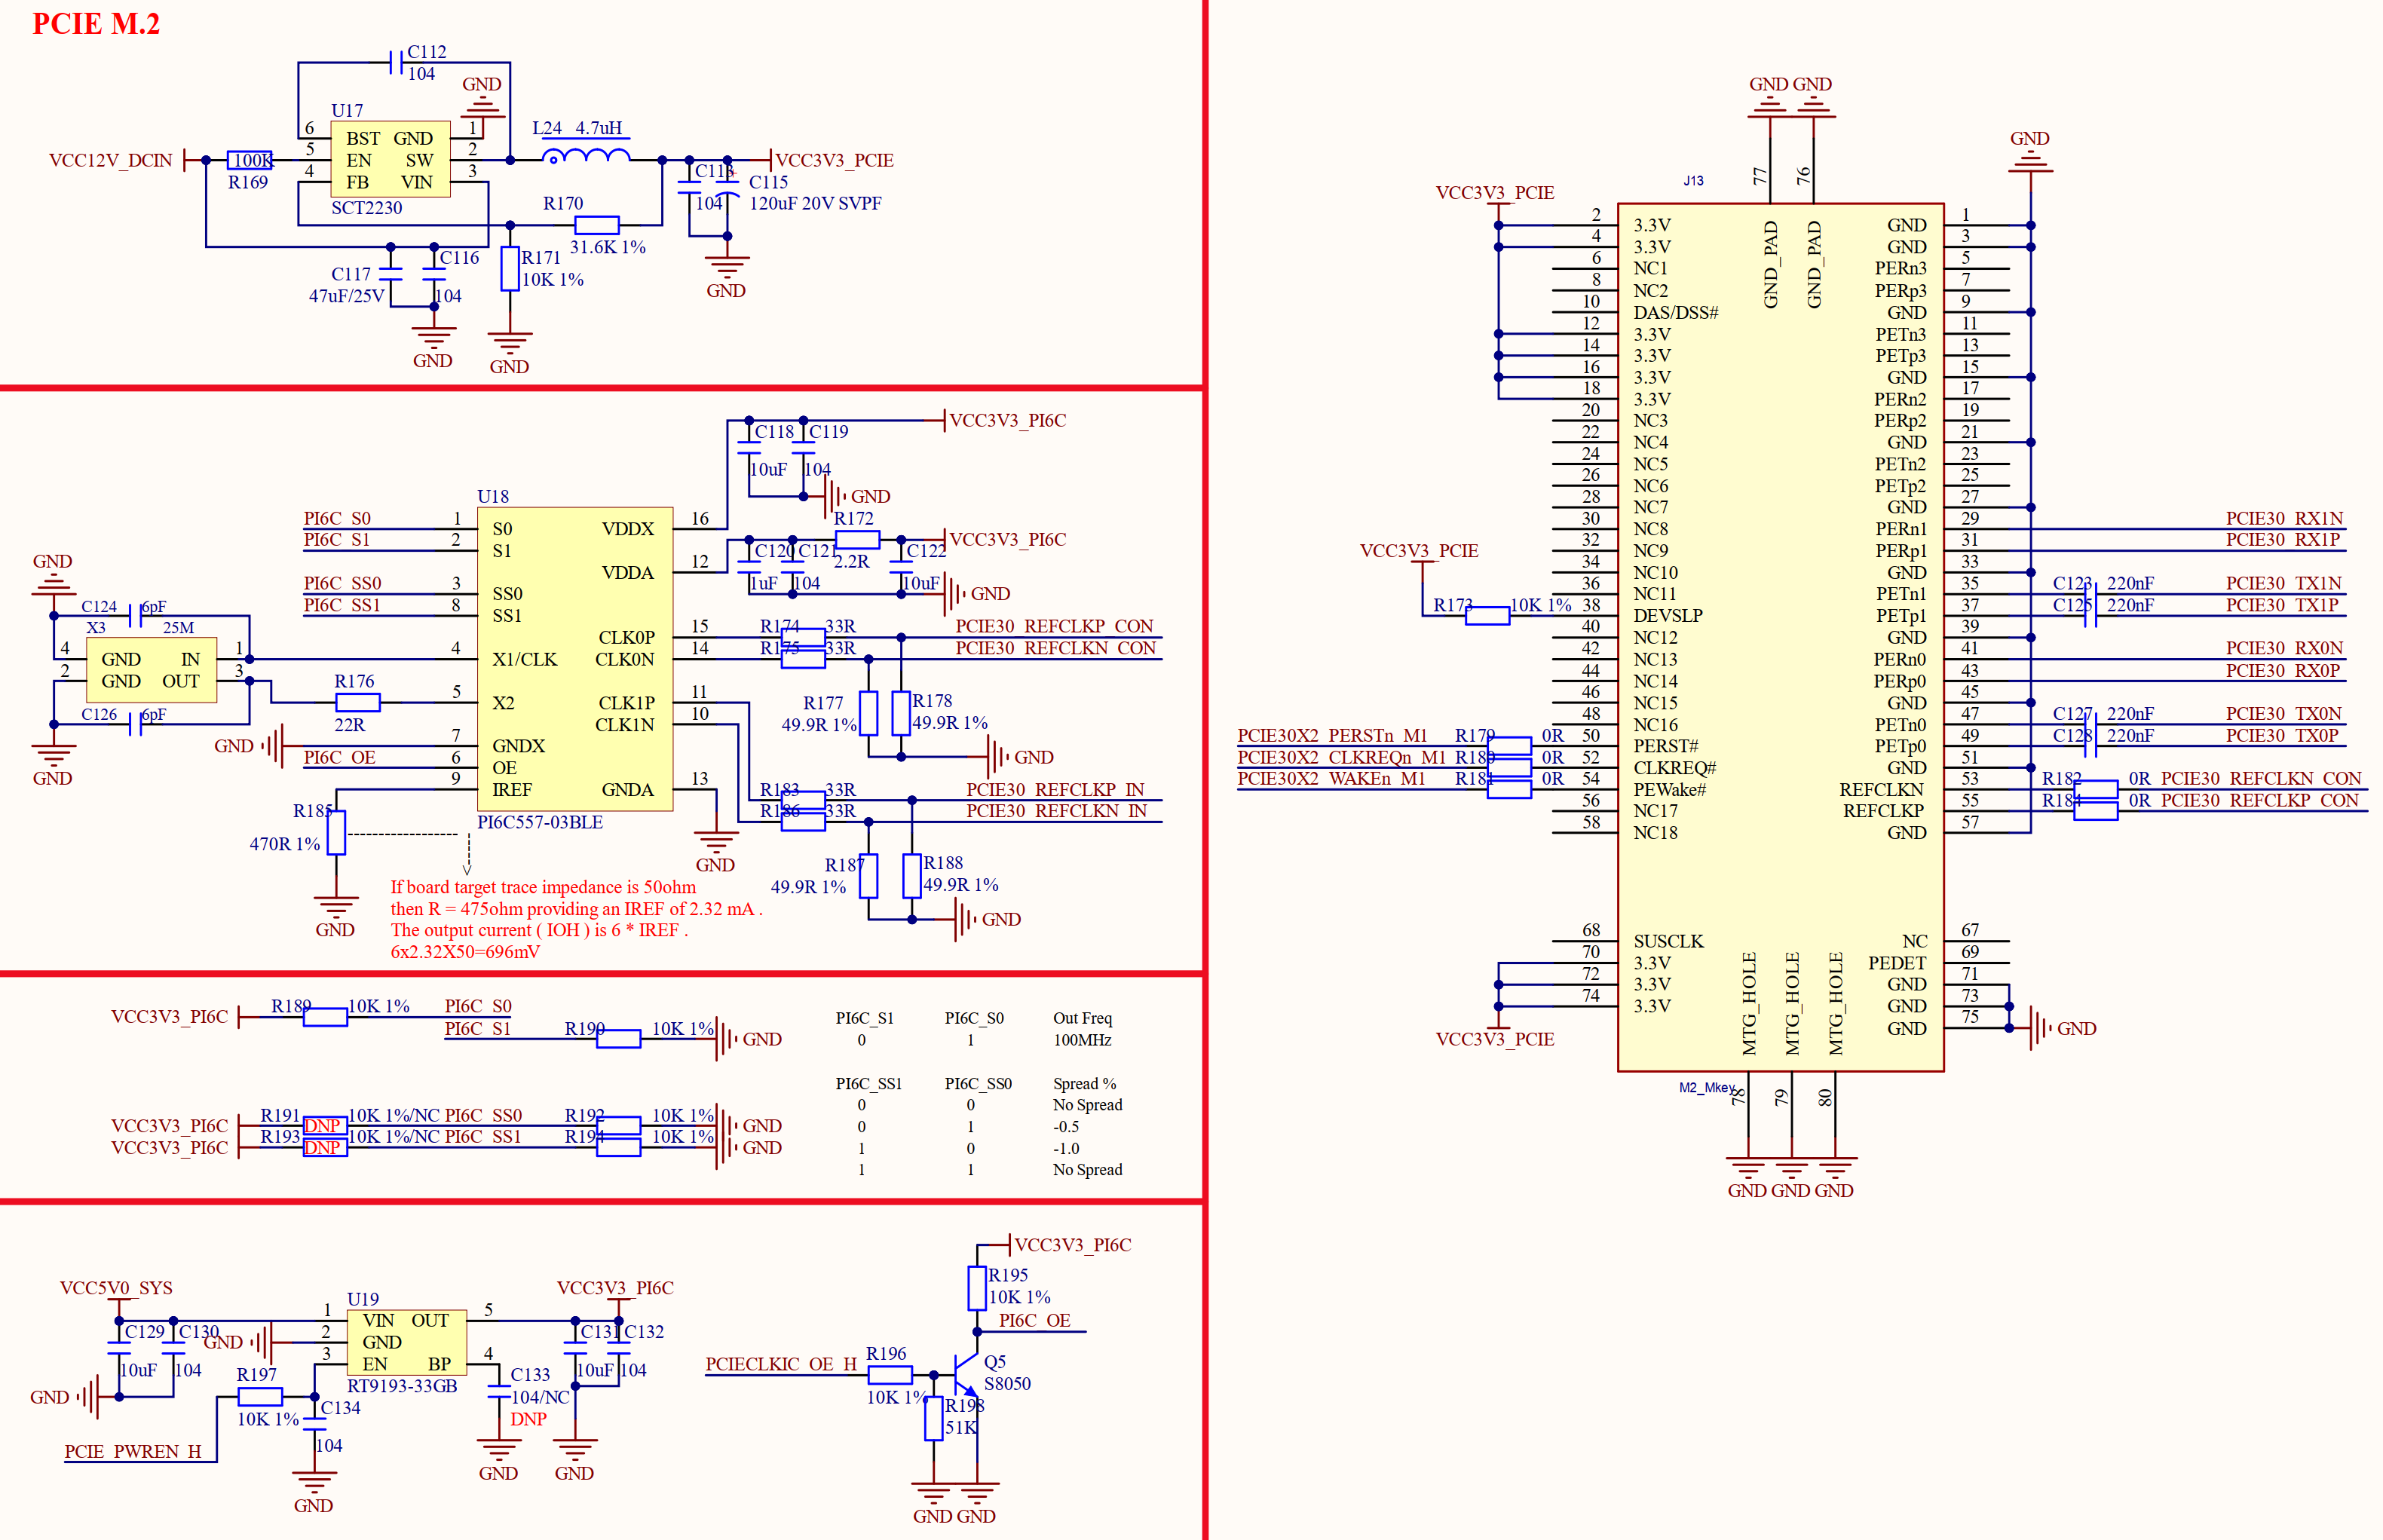 PCIE M.2
C112
104
GND
U17
6 BST GND 1
5 EN SW 2
4 FB VIN 3
SCT2230
VCC12V_DCIN
100K
R169
L24 4.7uH
VCC3V3_PCIE
C113
104
C115
120uF 20V SVPF
R170
31.6K 1%
R171
10K 1%
C116
104
C117
47uF/25V
GND
GND
GND
VCC3V3_PI6C
C118
10uF
C119
104
GND
U18
PI6C_S0 1 S0 VDDX 16
PI6C_S1 2 S1
VDDA 12
PI6C_SS0 3 SS0
PI6C_SS1 8 SS1
CLK0P 15
4 X1/CLK CLK0N 14
5 X2 CLK1P 11
CLK1N 10
GND 7 GNDX
PI6C_OE 6 OE
9 IREF GNDA 13
PI6C557-03BLE
R172
2.2R
VCC3V3_PI6C
C120
1uF
C121
104
C122
10uF
GND
GND
C124 6pF
X3 25M
4 GND IN 1
2 GND OUT 3
C126 6pF
GND
R176
22R
R174 33R PCIE30_REFCLKP_CON
R175 33R PCIE30_REFCLKN_CON
R177
49.9R 1%
R178
49.9R 1%
GND
R183 33R PCIE30_REFCLKP_IN
R186 33R PCIE30_REFCLKN_IN
GND
R187
49.9R 1%
R188
49.9R 1%
GND
R185
470R 1%
GND
If board target trace impedance is 50ohm
then R = 475ohm providing an IREF of 2.32 mA .
The output current ( IOH ) is 6 * IREF .
6x2.32X50=696mV
VCC3V3_PI6C R189 10K 1% PI6C_S0
PI6C_S1 R190 10K 1% GND
VCC3V3_PI6C R191 DNP 10K 1%/NC PI6C_SS0 R192 10K 1% GND
VCC3V3_PI6C R193 DNP 10K 1%/NC PI6C_SS1 R194 10K 1% GND
PI6C_S1 PI6C_S0 Out Freq
0 1 100MHz
PI6C_SS1 PI6C_SS0 Spread %
0 0 No Spread
0 1 -0.5
1 0 -1.0
1 1 No Spread
VCC5V0_SYS
U19
1 VIN OUT 5
GND 2 GND
3 EN BP 4
RT9193-33GB
C129
10uF
C130
104
GND
R197
10K 1%
C134
104
GND
PCIE_PWREN_H
VCC3V3_PI6C
C131
10uF
C132
104
C133
104/NC
DNP
GND
GND
VCC3V3_PI6C
R195
10K 1%
PI6C_OE
PCIECLKIC_OE_H
R196
10K 1%
Q5
S8050
R198
51K
GND GND
GND GND
77 76
GND_PAD GND_PAD
J13
GND
VCC3V3_PCIE
2 3.3V GND 1
4 3.3V GND 3
6 NC1 PERn3 5
8 NC2 PERp3 7
10 DAS/DSS# GND 9
12 3.3V PETn3 11
14 3.3V PETp3 13
16 3.3V GND 15
18 3.3V PERn2 17
20 NC3 PERp2 19
22 NC4 GND 21
24 NC5 PETn2 23
26 NC6 PETp2 25
28 NC7 GND 27
30 NC8 PERn1 29 PCIE30_RX1N
32 NC9 PERp1 31 PCIE30_RX1P
34 NC10 GND 33
36 NC11 PETn1 35 C123 220nF PCIE30_TX1N
VCC3V3_PCIE
R173 10K 1% 38 DEVSLP PETp1 37 C125 220nF PCIE30_TX1P
40 NC12 GND 39
42 NC13 PERn0 41 PCIE30_RX0N
44 NC14 PERp0 43 PCIE30_RX0P
46 NC15 GND 45
48 NC16 PETn0 47 C127 220nF PCIE30_TX0N
PCIE30X2_PERSTn_M1 R179 0R 50 PERST# PETp0 49 C128 220nF PCIE30_TX0P
PCIE30X2_CLKREQn_M1 R180 0R 52 CLKREQ# GND 51
PCIE30X2_WAKEn_M1 R181 0R 54 PEWake# REFCLKN 53 R182 0R PCIE30_REFCLKN_CON
56 NC17 REFCLKP 55 R184 0R PCIE30_REFCLKP_CON
58 NC18 GND 57
68 SUSCLK NC 67
70 3.3V PEDET 69
72 3.3V GND 71
74 3.3V GND 73
GND 75 GND
VCC3V3_PCIE
MTG_HOLE MTG_HOLE MTG_HOLE
M2_Mkey
78 79 80
GND GND GND